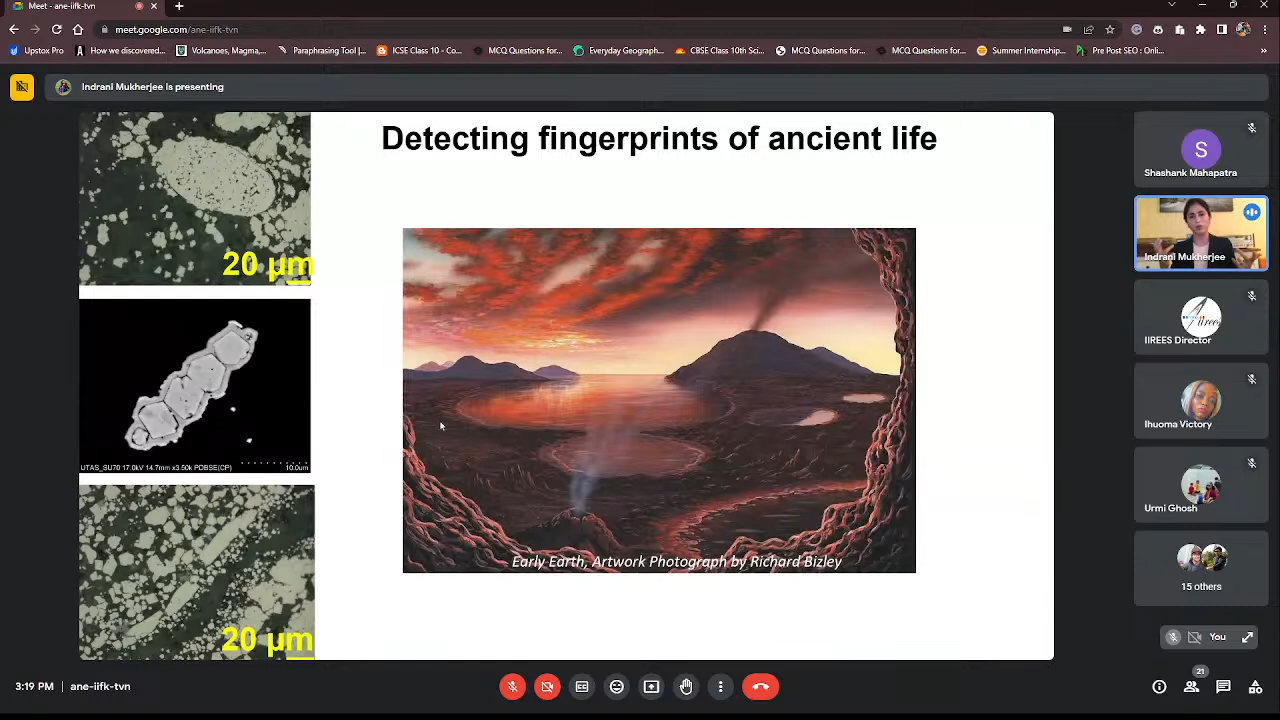 Meet - ane-iifk-tvn
meet.google.com/ane-iifk-tvn
Upstox Pro
How we discovered...
Volcanoes, Magma,...
Paraphrasing Tool |...
ICSE Class 10 - Co...
MCQ Questions for...
Everyday Geograph...
CBSE Class 10th Sci...
MCQ Questions for...
MCQ Questions for...
Summer Internship...
Pre Post SEO : Onli...
Indrani Mukherjee is presenting
Detecting fingerprints of ancient life
20 µm
UTAS_SU70 17.0kV 14.7mm x3.50k PDBSE(CP)
10.0um
20 µm
Early Earth, Artwork Photograph by Richard Bizley
S
Shashank Mahapatra
Indrani Mukherjee
IIREES Director
Ihuoma Victory
Urmi Ghosh
15 others
You
3:19 PM | ane-iifk-tvn
21